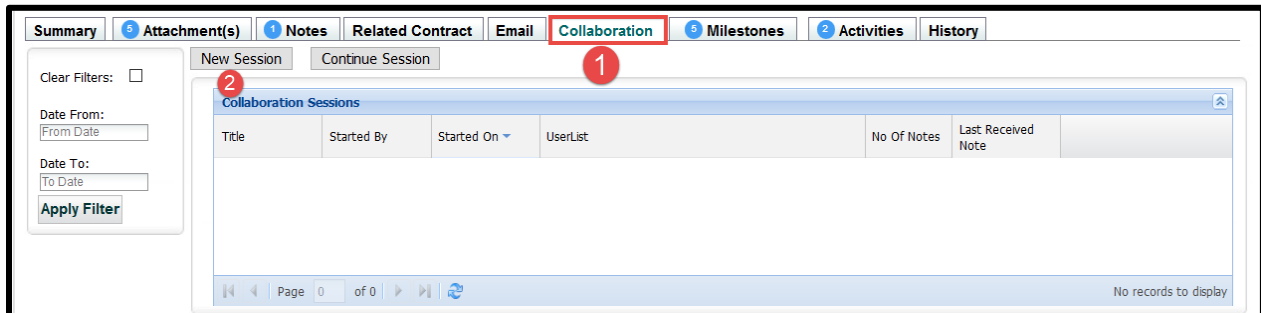 Summary 5 Attachment(s) 1 Notes Related Contract Email Collaboration 5 Milestones 2 Activities History
1
New Session Continue Session
2
Clear Filters:
Date From:
From Date
Date To:
To Date
Apply Filter
Collaboration Sessions
Title Started By Started On UserList No Of Notes Last Received
Note
Page 0 of 0 No records to display